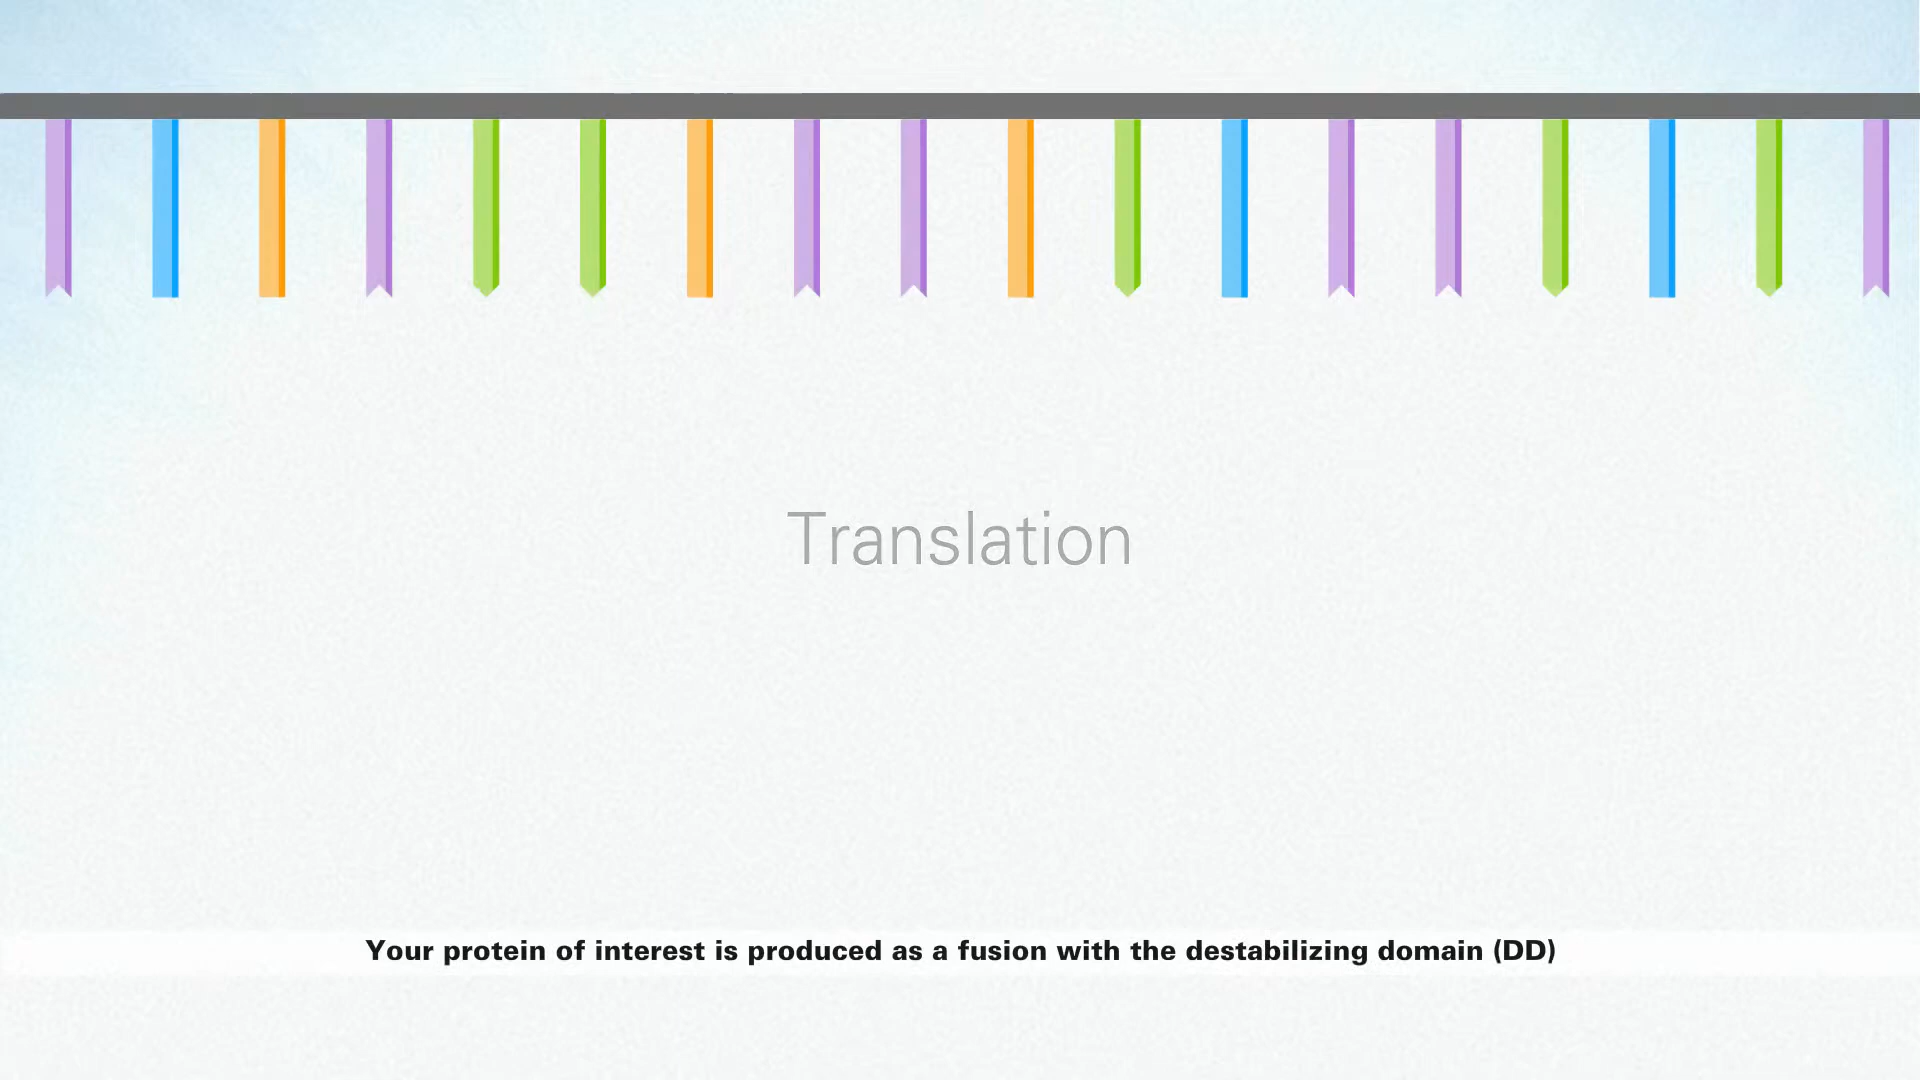 Translation
Your protein of interest is produced as a fusion with the destabilizing domain (DD)